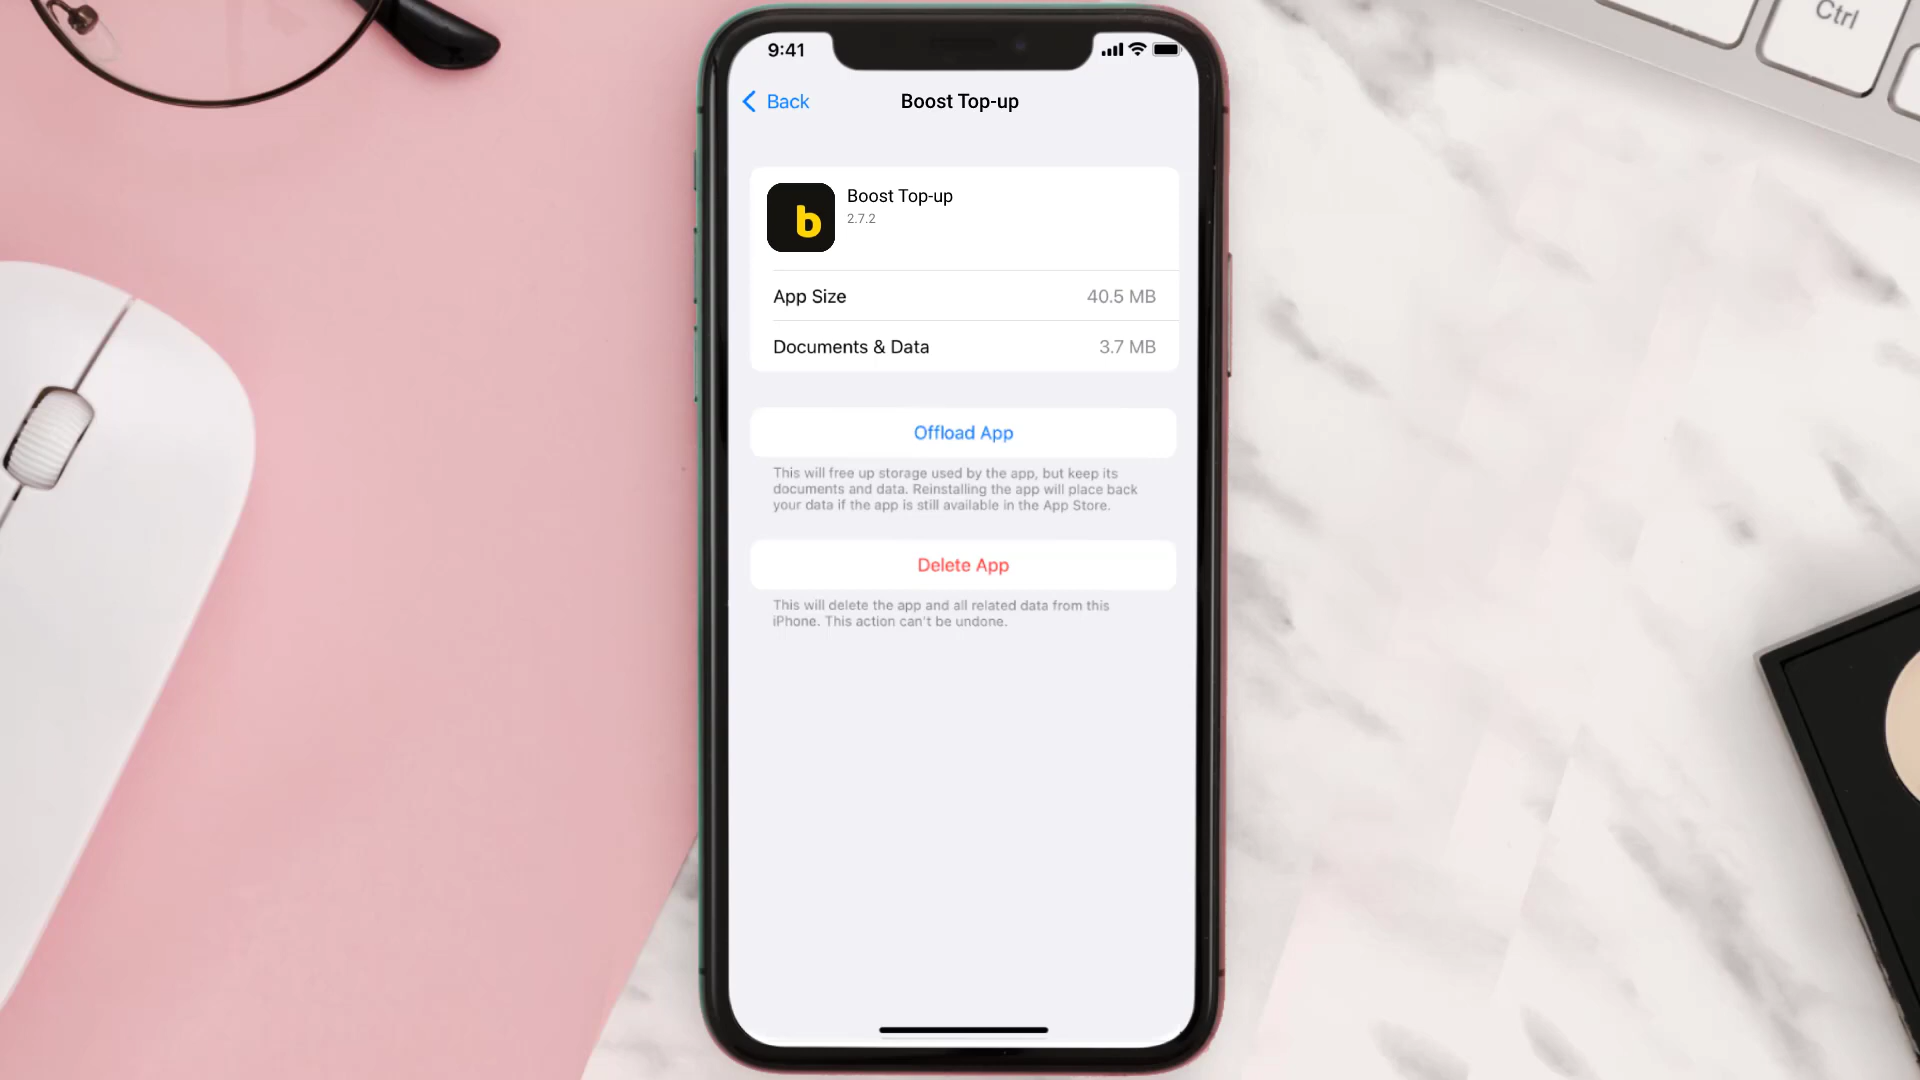 Ctrl
9:41
Back
Boost Top-up
b
Boost Top-up
2.7.2
App Size
40.5 MB
Documents & Data
3.7 MB
Offload App
This will free up storage used by the app, but keep its
documents and data. Reinstalling the app will place back
your data if the app is still available in the App Store.
Delete App
This will delete the app and all related data from this
iPhone. This action can't be undone.